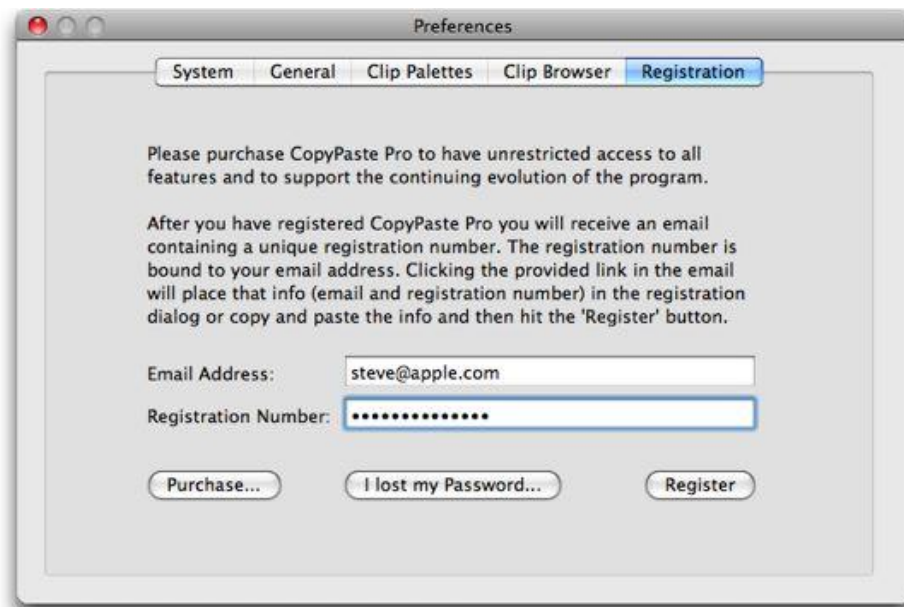 Preferences
System General Clip Palettes Clip Browser Registration
Please purchase CopyPaste Pro to have unrestricted access to all
features and to support the continuing evolution of the program.
After you have registered CopyPaste Pro you will receive an email
containing a unique registration number. The registration number is
bound to your email address. Clicking the provided link in the email
will place that info (email and registration number) in the registration
dialog or copy and paste the info and then hit the 'Register' button.
Email Address: steve@apple.com
Registration Number: ••••••••••••••
Purchase... I lost my Password... Register